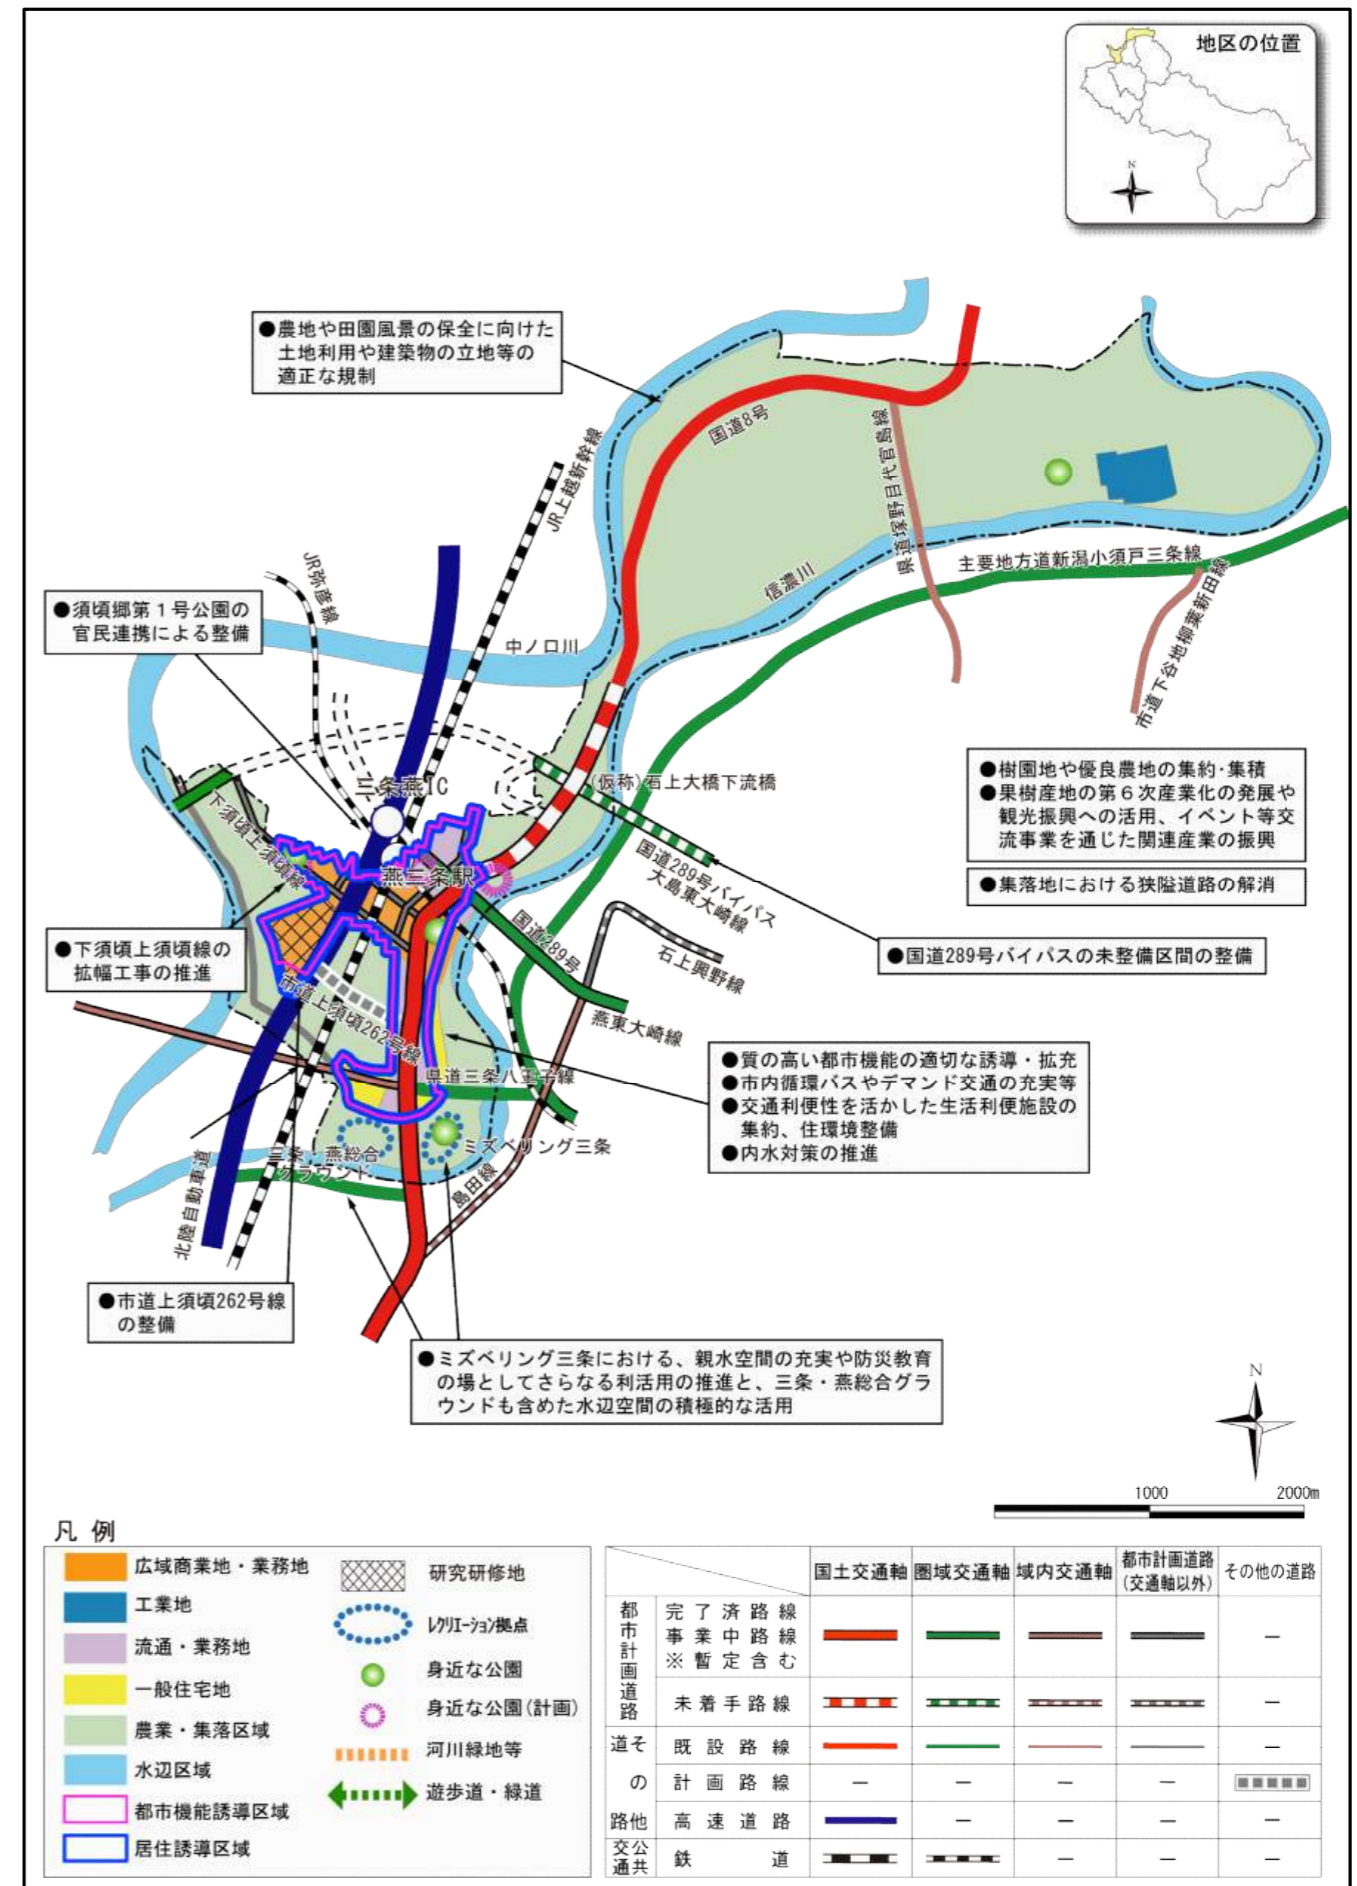 地区の位置
N
●農地や田園風景の保全に向けた
土地利用や建築物の立地等の
適正な規制
国道8号
県道塚野目代官島線
JR上越新幹線
JR弥彦線
信濃川
主要地方道新潟小須戸三条線
市道下谷地柳葉新田線
●須頃郷第1号公園の
官民連携による整備
中ノ口川
三条燕IC
(仮称)石上大橋下流橋
●樹園地や優良農地の集約・集積
●果樹産地の第6次産業化の発展や
観光振興への活用、イベント等交
流事業を通じた関連産業の振興
●集落地における狭隘道路の解消
下須頃上須頃線
燕三条駅
国道289号バイパス
大島東大崎線
国道289号
石上興野線
●国道289号バイパスの未整備区間の整備
●下須頃上須頃線の
拡幅工事の推進
市道上須頃262号線
燕東大崎線
●質の高い都市機能の適切な誘導・拡充
●市内循環バスやデマンド交通の充実等
●交通利便性を活かした生活利便施設の
集約、住環境整備
●内水対策の推進
県道三条八王子線
三条・燕総合
グラウンド
ミズベリング三条
島田線
北陸自動車道
●市道上須頃262号線
の整備
●ミズベリング三条における、親水空間の充実や防災教育
の場としてさらなる利活用の推進と、三条・燕総合グラ
ウンドも含めた水辺空間の積極的な活用
N
1000 2000m
凡 例
広域商業地・業務地
工業地
流通・業務地
一般住宅地
農業・集落区域
水辺区域
都市機能誘導区域
居住誘導区域
研究研修地
ﾚｸﾘｴｰｼｮﾝ拠点
身近な公園
身近な公園(計画)
河川緑地等
遊歩道・緑道
国土交通軸 圏域交通軸 域内交通軸 都市計画道路(交通軸以外) その他の道路
都市計画道路
完了済路線
事業中路線
※暫定含む
—
未着手路線 —
その他道路
既設路線 —
計画路線 — — — —
高速道路 — — — —
公共交通
鉄道 — — —